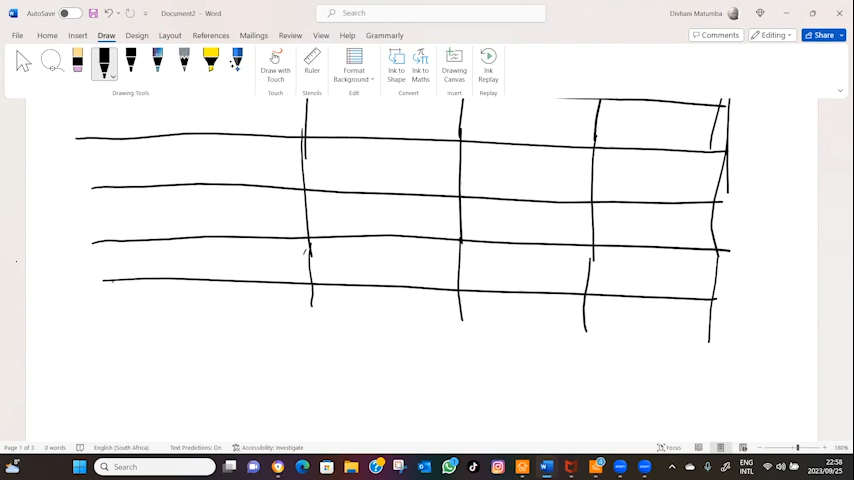 AutoSave Off Document2 - Word Search Divhani Matumba
File Home Insert Draw Design Layout References Mailings Review View Help Grammarly Comments Editing Share
Draw with Touch Ruler Format Background Ink to Shape Ink to Maths Drawing Canvas Ink Replay
Drawing Tools Touch Stencils Edit Convert Insert Replay
Page 1 of 3 0 words English (South Africa) Text Predictions: On Accessibility: Investigate Focus 180%
8° Search ENG INTL 22:58 2023/09/25